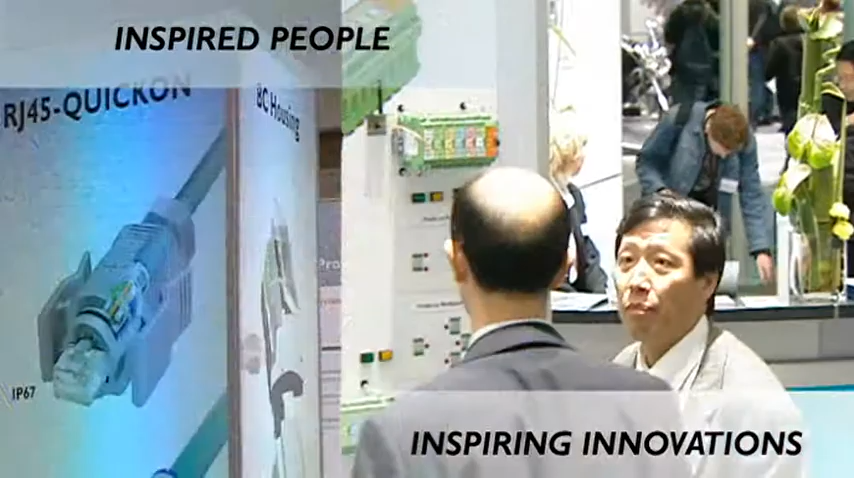 INSPIRED PEOPLE
RJ45-QUICKON
BC Housing
IP67
INSPIRING INNOVATIONS